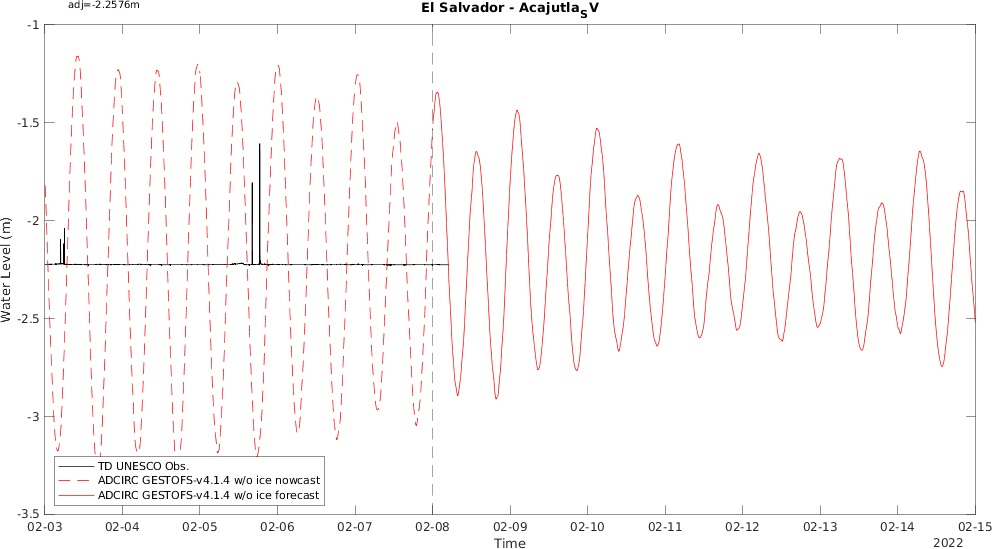 adj=-2.2576m
El Salvador - AcajutlaSV
-1
-1.5
-2
-2.5
-3
-3.5
Water Level (m)
TD UNESCO Obs.
ADCIRC GESTOFS-v4.1.4 w/o ice nowcast
ADCIRC GESTOFS-v4.1.4 w/o ice forecast
02-03 02-04 02-05 02-06 02-07 02-08 02-09 02-10 02-11 02-12 02-13 02-14 02-15
Time
2022